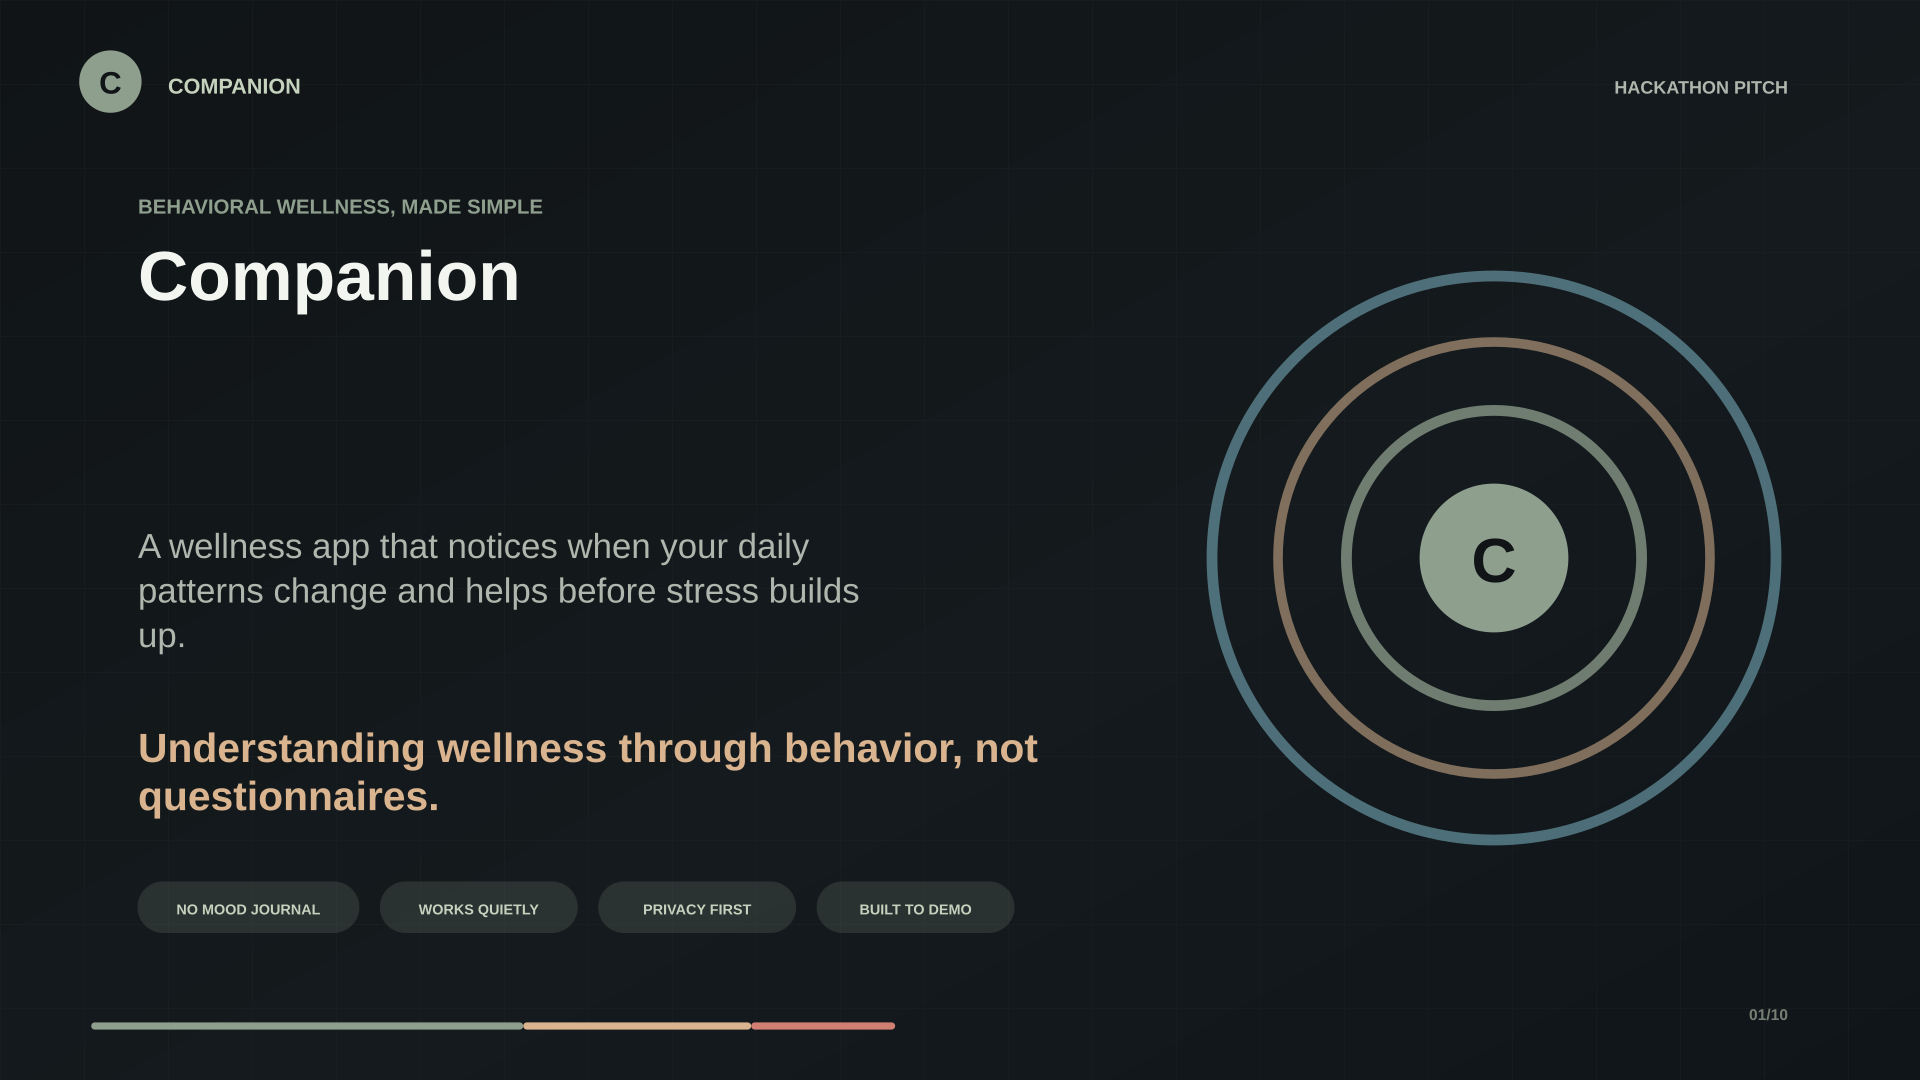 C
COMPANION
HACKATHON PITCH
BEHAVIORAL WELLNESS, MADE SIMPLE
Companion
A wellness app that notices when your daily
patterns change and helps before stress builds
up.
C
Understanding wellness through behavior, not
questionnaires.
NO MOOD JOURNAL
WORKS QUIETLY
PRIVACY FIRST
BUILT TO DEMO
01/10